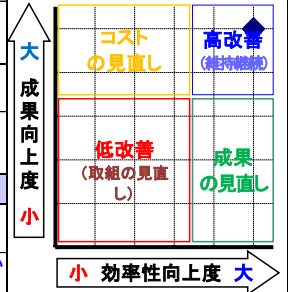 大
成果向上度
小
コスト
の見直し
高改善
(維持継続)
低改善
(取組の見直
し)
成果
の見直し
小 効率性向上度 大